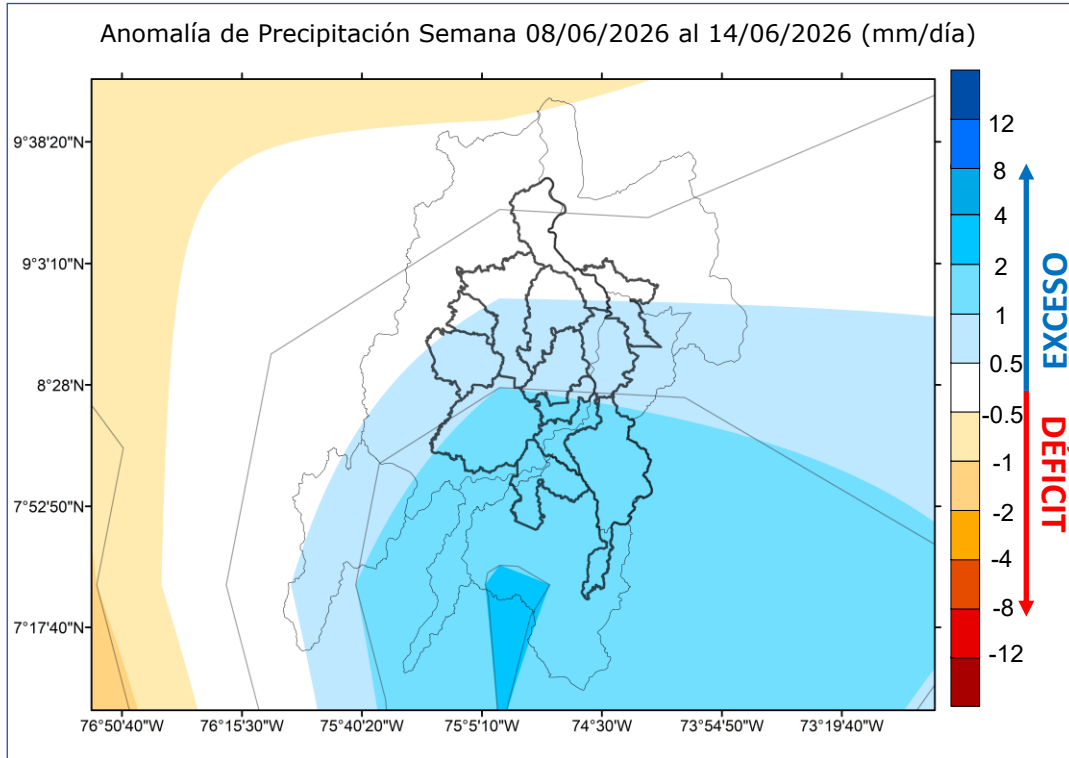 Anomalía de Precipitación Semana 08/06/2026 al 14/06/2026 (mm/día)
9°38'20"N
9°3'10"N
8°28'N
7°52'50"N
7°17'40"N
76°50'40"W
76°15'30"W
75°40'20"W
75°5'10"W
74°30'W
73°54'50"W
73°19'40"W
12
8
4
2
1
0.5
-0.5
-1
-2
-4
-8
-12
EXCESO
DÉFICIT